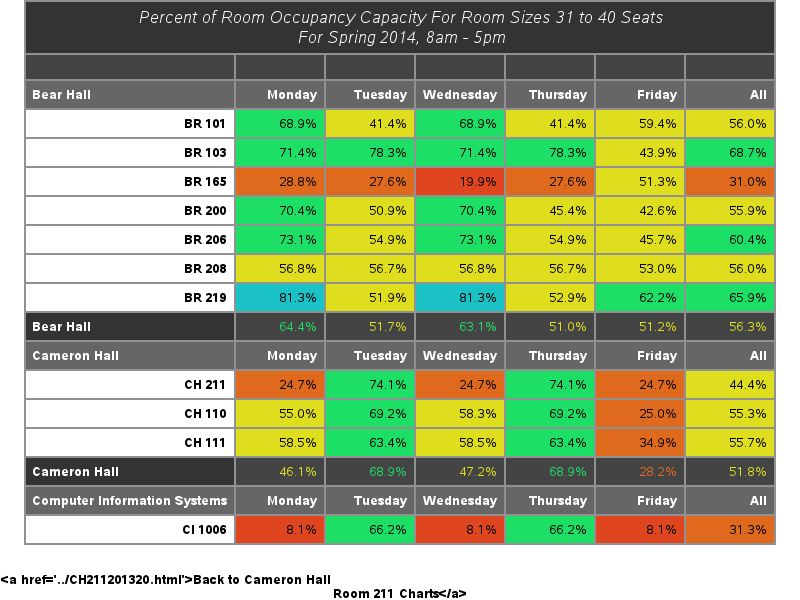 Percent of Room Occupancy Capacity For Room Sizes 31 to 40 Seats
For Spring 2014, 8am - 5pm
Bear Hall Monday Tuesday Wednesday Thursday Friday All
BR 101 68.9% 41.4% 68.9% 41.4% 59.4% 56.0%
BR 103 71.4% 78.3% 71.4% 78.3% 43.9% 68.7%
BR 165 28.8% 27.6% 19.9% 27.6% 51.3% 31.0%
BR 200 70.4% 50.9% 70.4% 45.4% 42.6% 55.9%
BR 206 73.1% 54.9% 73.1% 54.9% 45.7% 60.4%
BR 208 56.8% 56.7% 56.8% 56.7% 53.0% 56.0%
BR 219 81.3% 51.9% 81.3% 52.9% 62.2% 65.9%
Bear Hall 64.4% 51.7% 63.1% 51.0% 51.2% 56.3%
Cameron Hall Monday Tuesday Wednesday Thursday Friday All
CH 211 24.7% 74.1% 24.7% 74.1% 24.7% 44.4%
CH 110 55.0% 69.2% 58.3% 69.2% 25.0% 55.3%
CH 111 58.5% 63.4% 58.5% 63.4% 34.9% 55.7%
Cameron Hall 46.1% 68.9% 47.2% 68.9% 28.2% 51.8%
Computer Information Systems Monday Tuesday Wednesday Thursday Friday All
CI 1006 8.1% 66.2% 8.1% 66.2% 8.1% 31.3%
<a href='../CH211201320.html'>Back to Cameron Hall
Room 211 Charts</a>